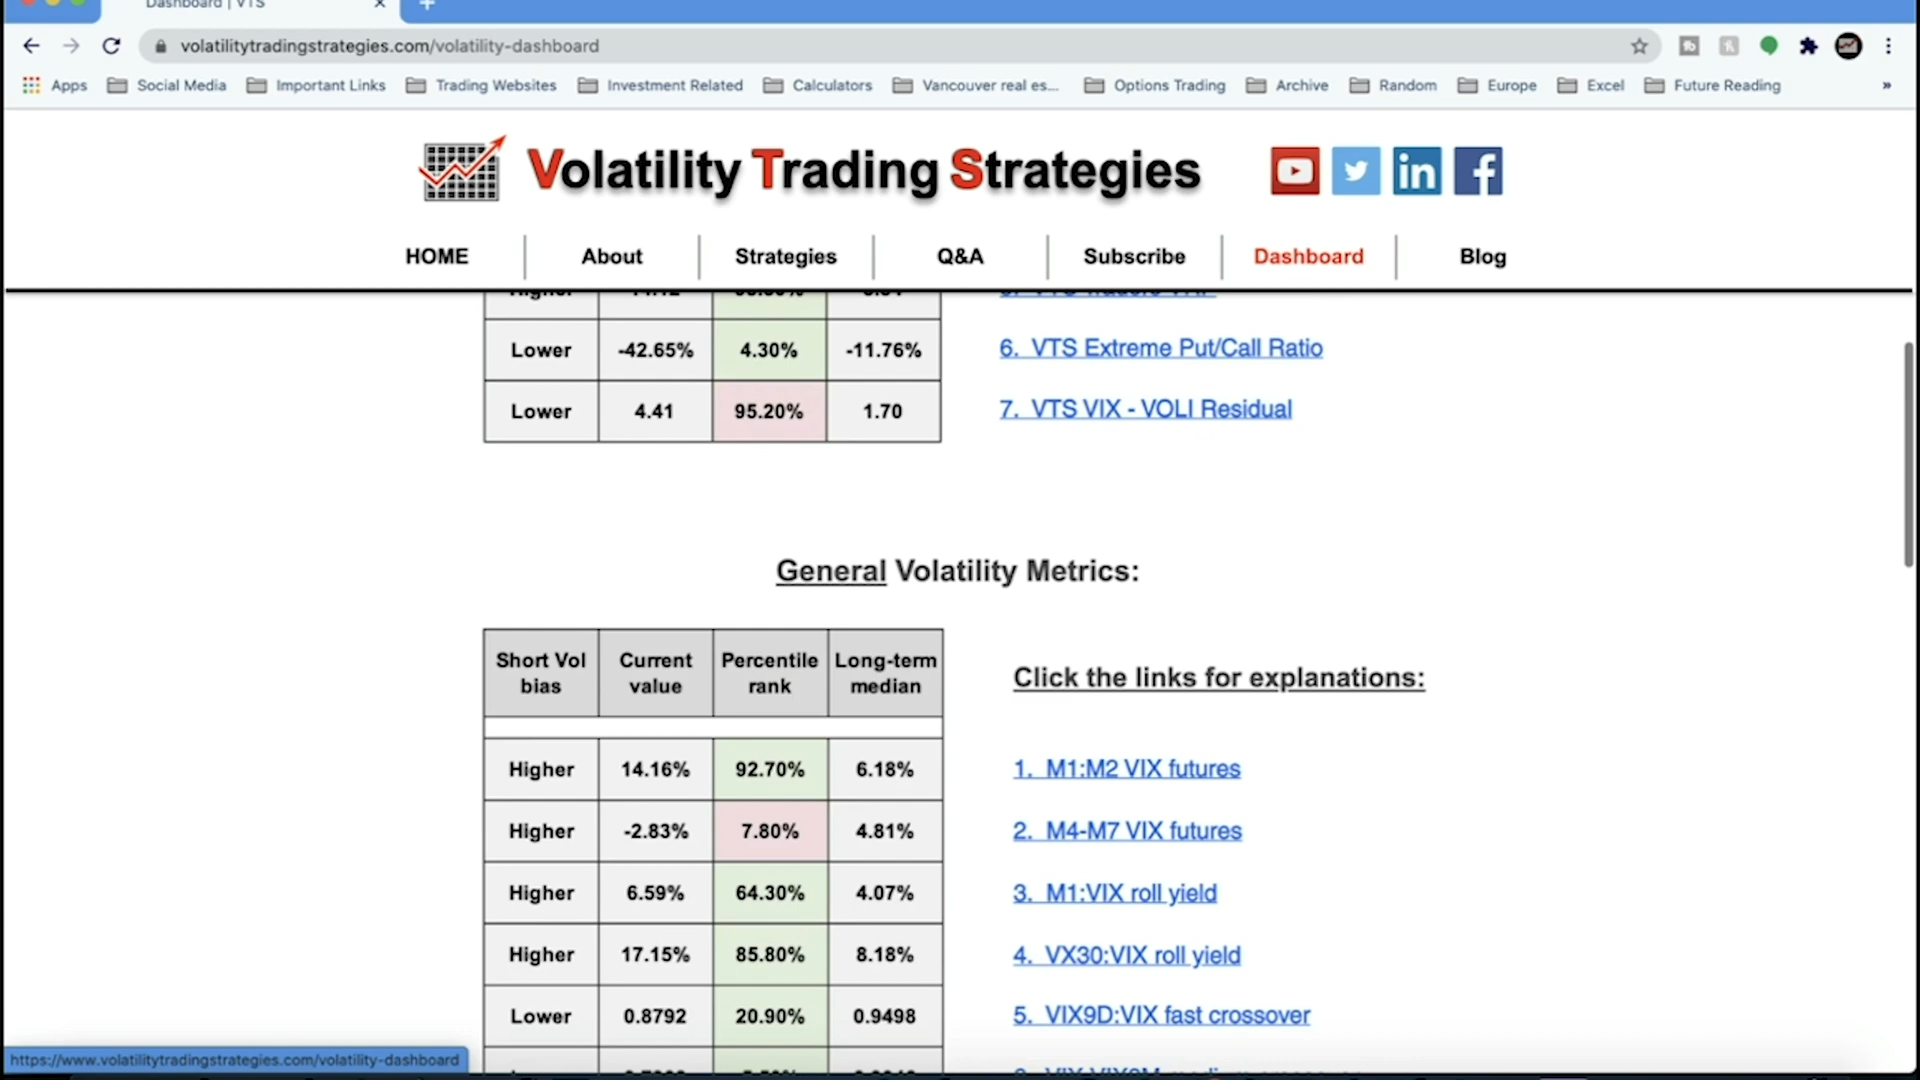 Dashboard | VTS
volatilitytradingstrategies.com/volatility-dashboard
Apps Social Media Important Links Trading Websites Investment Related Calculators Vancouver real es... Options Trading Archive Random Europe Excel Future Reading »
Volatility Trading Strategies
HOME About Strategies Q&A Subscribe Dashboard Blog
Lower -42.65% 4.30% -11.76% 6. VTS Extreme Put/Call Ratio
Lower 4.41 95.20% 1.70 7. VTS VIX - VOLI Residual
General Volatility Metrics:
Short Vol bias Current value Percentile rank Long-term median
Click the links for explanations:
Higher 14.16% 92.70% 6.18% 1. M1:M2 VIX futures
Higher -2.83% 7.80% 4.81% 2. M4-M7 VIX futures
Higher 6.59% 64.30% 4.07% 3. M1:VIX roll yield
Higher 17.15% 85.80% 8.18% 4. VX30:VIX roll yield
Lower 0.8792 20.90% 0.9498 5. VIX9D:VIX fast crossover
https://www.volatilitytradingstrategies.com/volatility-dashboard